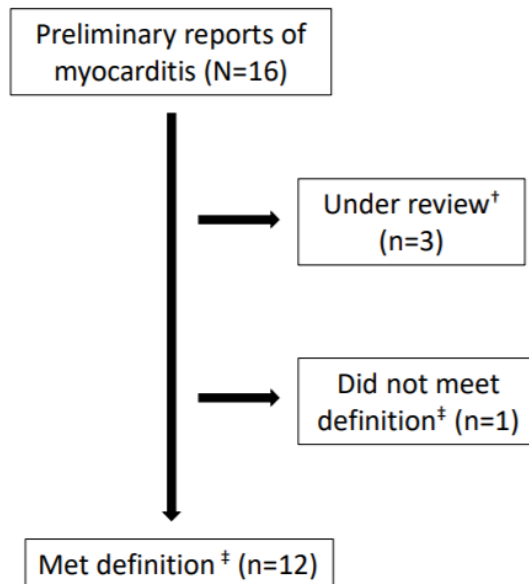 Preliminary reports of
myocarditis (N=16)
Under review†
(n=3)
Did not meet
definition‡ (n=1)
Met definition ‡ (n=12)